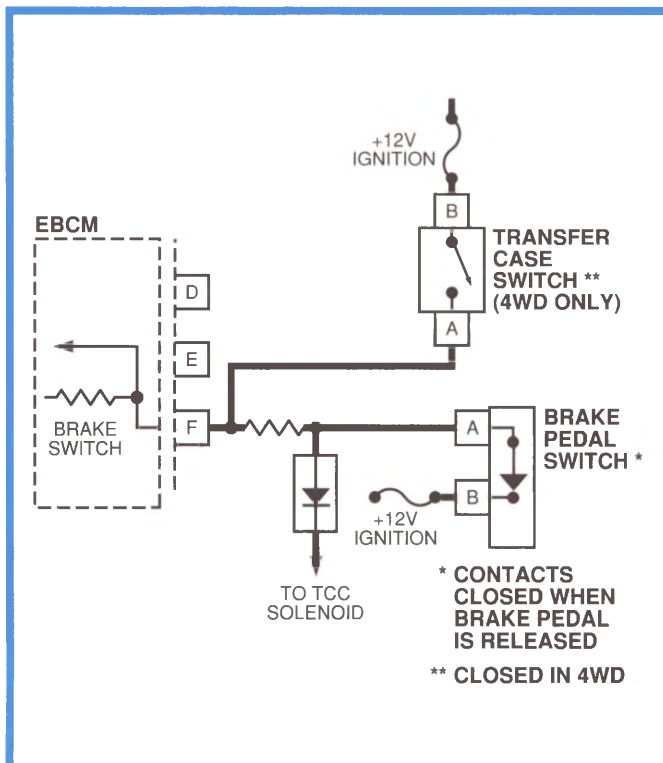 +12V
IGNITION
B
EBCM
TRANSFER
CASE
SWITCH **
(4WD ONLY)
D
A
E
BRAKE
SWITCH
F
A
BRAKE
PEDAL
SWITCH *
B
+12V
IGNITION
TO TCC
SOLENOID
* CONTACTS
CLOSED WHEN
BRAKE PEDAL
IS RELEASED
** CLOSED IN 4WD